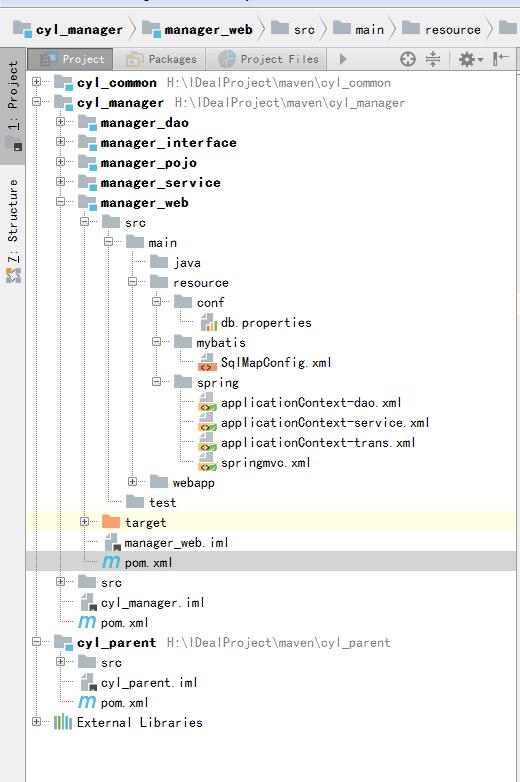 cyl_manager manager_web src main resource
Project Packages Project Files
1: Project
7: Structure
cyl_common H:\IDealProject\maven\cyl_common
cyl_manager H:\IDealProject\maven\cyl_manager
manager_dao
manager_interface
manager_pojo
manager_service
manager_web
src
main
java
resource
conf
db.properties
mybatis
SqlMapConfig.xml
spring
applicationContext-dao.xml
applicationContext-service.xml
applicationContext-trans.xml
springmvc.xml
webapp
test
target
manager_web.iml
pom.xml
src
cyl_manager.iml
pom.xml
cyl_parent H:\IDealProject\maven\cyl_parent
src
cyl_parent.iml
pom.xml
External Libraries